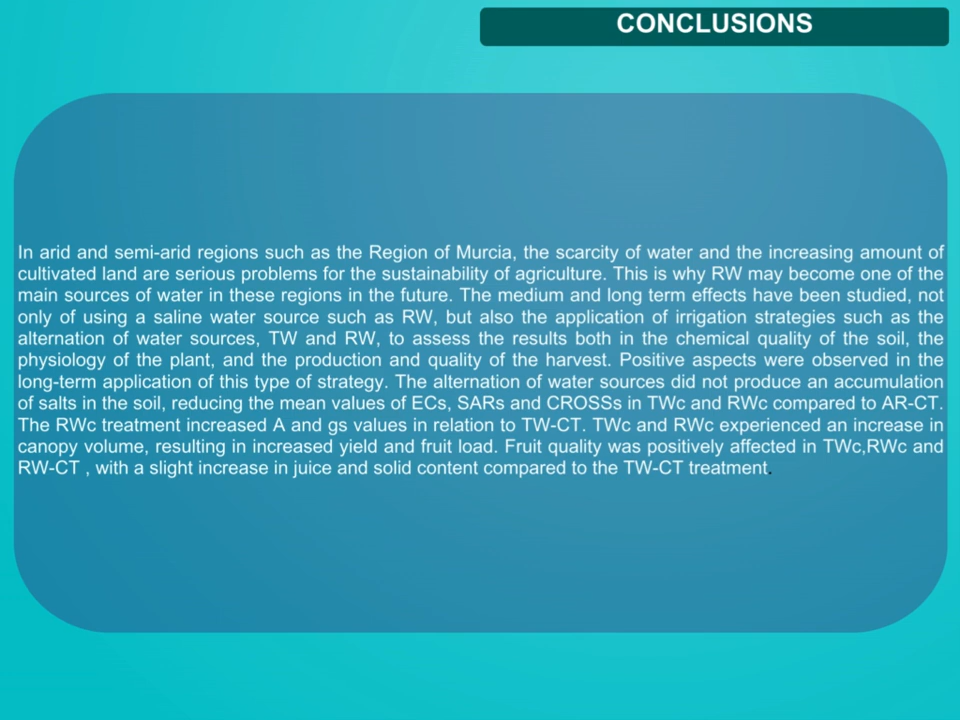 CONCLUSIONS
In arid and semi-arid regions such as the Region of Murcia, the scarcity of water and the increasing amount of
cultivated land are serious problems for the sustainability of agriculture. This is why RW may become one of the
main sources of water in these regions in the future. The medium and long term effects have been studied, not
only of using a saline water source such as RW, but also the application of irrigation strategies such as the
alternation of water sources, TW and RW, to assess the results both in the chemical quality of the soil, the
physiology of the plant, and the production and quality of the harvest. Positive aspects were observed in the
long-term application of this type of strategy. The alternation of water sources did not produce an accumulation
of salts in the soil, reducing the mean values of ECs, SARs and CROSSs in TWc and RWc compared to AR-CT.
The RWc treatment increased A and gs values in relation to TW-CT. TWc and RWc experienced an increase in
canopy volume, resulting in increased yield and fruit load. Fruit quality was positively affected in TWc,RWc and
RW-CT , with a slight increase in juice and solid content compared to the TW-CT treatment.